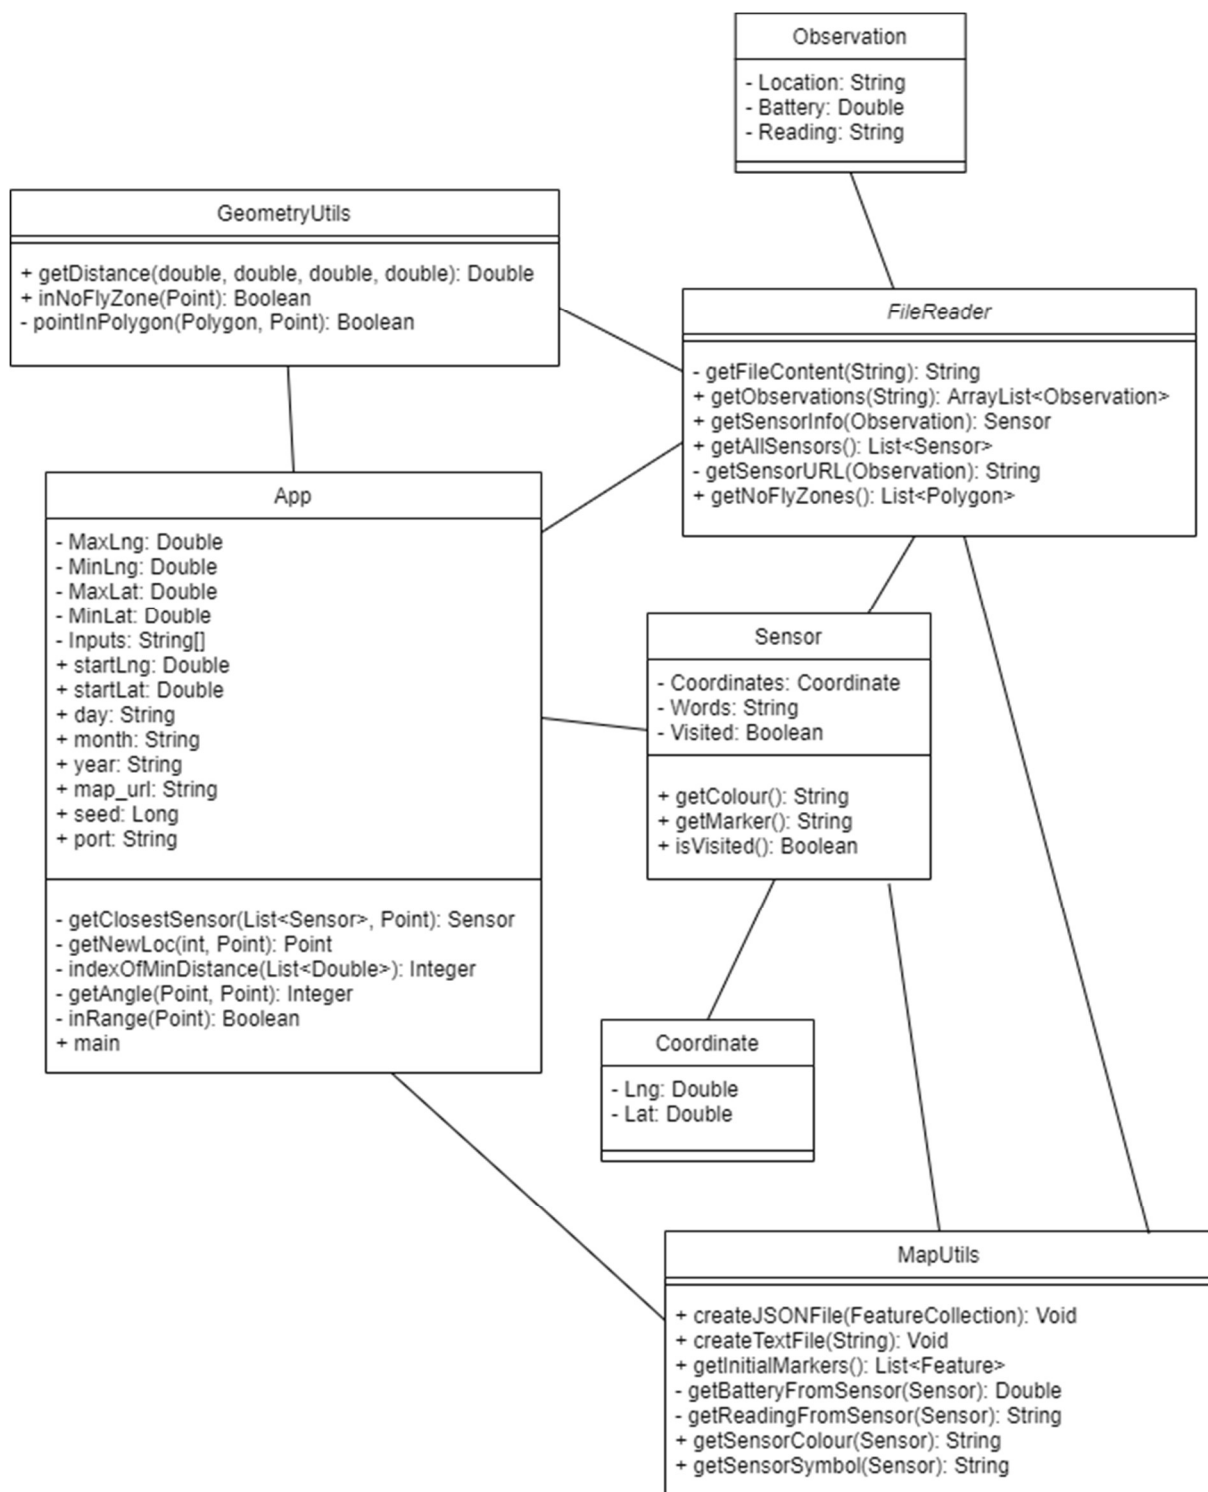 Observation
- Location: String
- Battery: Double
- Reading: String
GeometryUtils
+ getDistance(double, double, double, double): Double
+ inNoFlyZone(Point): Boolean
- pointInPolygon(Polygon, Point): Boolean
FileReader
- getFileContent(String): String
+ getObservations(String): ArrayList<Observation>
+ getSensorInfo(Observation): Sensor
+ getAllSensors(): List<Sensor>
- getSensorURL(Observation): String
+ getNoFlyZones(): List<Polygon>
App
- MaxLng: Double
- MinLng: Double
- MaxLat: Double
- MinLat: Double
- Inputs: String[]
+ startLng: Double
+ startLat: Double
+ day: String
+ month: String
+ year: String
+ map_url: String
+ seed: Long
+ port: String
- getClosestSensor(List<Sensor>, Point): Sensor
- getNewLoc(int, Point): Point
- indexOfMinDistance(List<Double>): Integer
- getAngle(Point, Point): Integer
- inRange(Point): Boolean
+ main
Sensor
- Coordinates: Coordinate
- Words: String
- Visited: Boolean
+ getColour(): String
+ getMarker(): String
+ isVisited(): Boolean
Coordinate
- Lng: Double
- Lat: Double
MapUtils
+ createJSONFile(FeatureCollection): Void
+ createTextFile(String): Void
+ getInitialMarkers(): List<Feature>
- getBatteryFromSensor(Sensor): Double
- getReadingFromSensor(Sensor): String
+ getSensorColour(Sensor): String
+ getSensorSymbol(Sensor): String